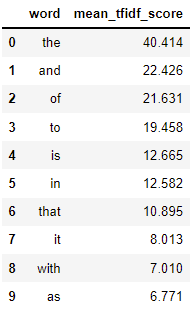 word mean_tfidf_score
0 the 40.414
1 and 22.426
2 of 21.631
3 to 19.458
4 is 12.665
5 in 12.582
6 that 10.895
7 it 8.013
8 with 7.010
9 as 6.771